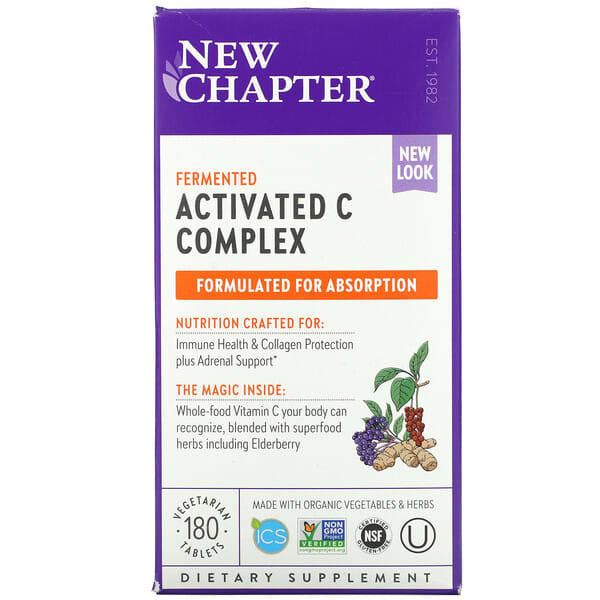 NEW
CHAPTER®
EST. 1982
NEW
LOOK
FERMENTED
ACTIVATED C
COMPLEX
FORMULATED FOR ABSORPTION
NUTRITION CRAFTED FOR:
Immune Health & Collagen Protection
plus Adrenal Support*
THE MAGIC INSIDE:
Whole-food Vitamin C your body can
recognize, blended with superfood
herbs including Elderberry
VEGETARIAN
180
TABLETS
MADE WITH ORGANIC VEGETABLES & HERBS
ICS
NON
GMO
Project
VERIFIED
nongmoproject.org
CERTIFIED
NSF
GLUTEN-FREE
U
DIETARY SUPPLEMENT